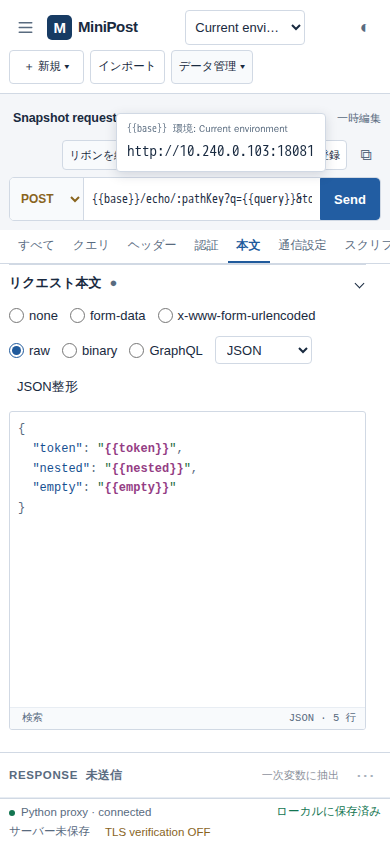 M MiniPost Current envi…
＋ 新規 ▾ インポート データ管理 ▾
Snapshot request 一時編集
{{base}} 環境: Current environment
http://10.240.0.103:18081
POST {{base}}/echo/:pathKey?q={{query}}&to Send
すべて クエリ ヘッダー 認証 本文 通信設定 スクリプ
リクエスト本文 ●
none form-data x-www-form-urlencoded
raw binary GraphQL JSON
JSON整形
{
"token": "{{token}}",
"nested": "{{nested}}",
"empty": "{{empty}}"
}
検索 JSON · 5 行
RESPONSE 未送信 一次変数に抽出 ···
Python proxy · connected ローカルに保存済み
サーバー未保存 TLS verification OFF